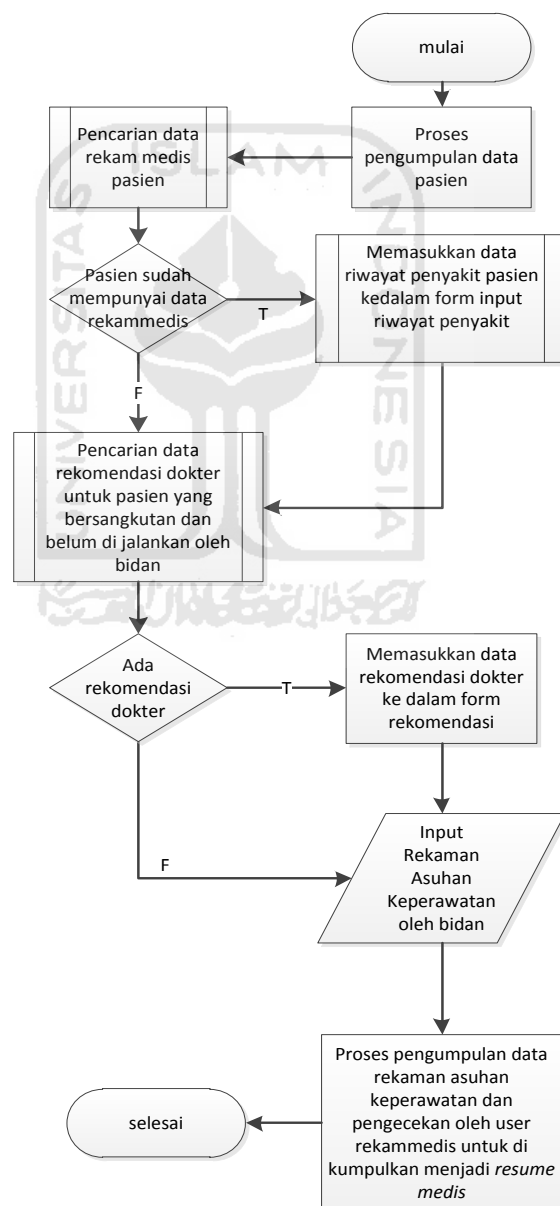 mulai
Proses
pengumpulan data
pasien
Pencarian data
rekam medis
pasien
Pasien sudah
mempunyai data
rekammedis
T
Memasukkan data
riwayat penyakit pasien
kedalam form input
riwayat penyakit
F
Pencarian data
rekomendasi dokter
untuk pasien yang
bersangkutan dan
belum di jalankan oleh
bidan
Ada
rekomendasi
dokter
T
Memasukkan data
rekomendasi dokter
ke dalam form
rekomendasi
F
Input
Rekaman
Asuhan
Keperawatan
oleh bidan
Proses pengumpulan data
rekaman asuhan
keperawatan dan
pengecekan oleh user
rekammedis untuk di
kumpulkan menjadi resume
medis
selesai
UNIVERSITAS
ISLAM
INDONESIA